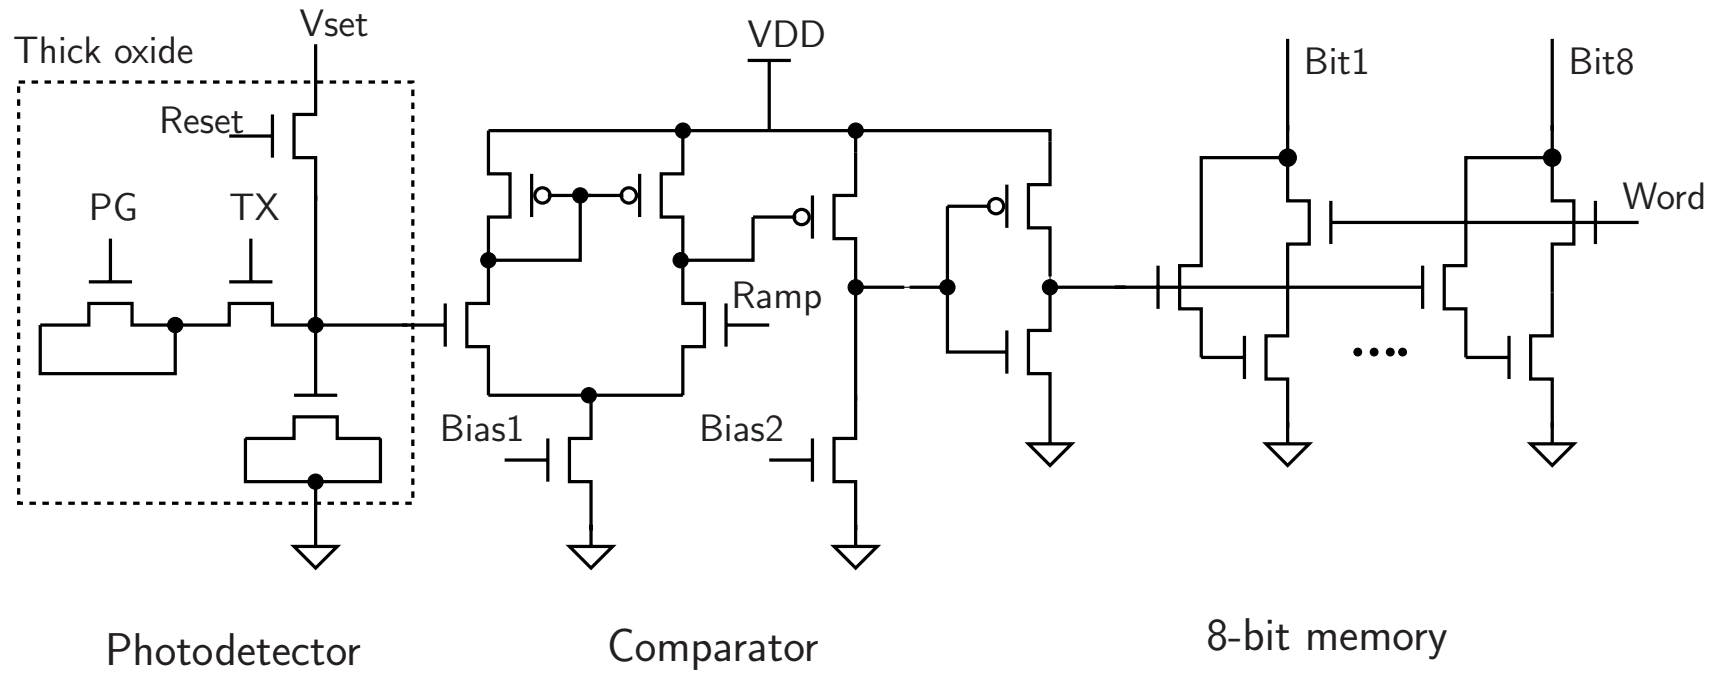 Vset
Thick oxide
Reset
PG
TX
VDD
Ramp
Bias1
Bias2
Bit1
Bit8
Word
Photodetector
Comparator
8-bit memory